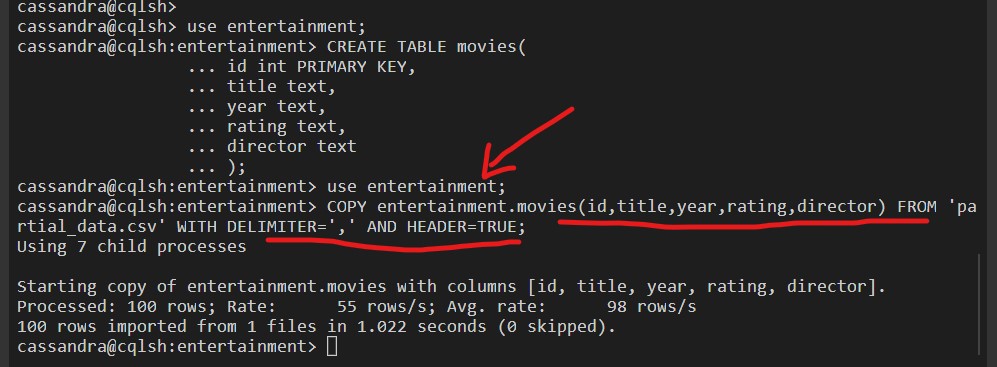 cassandra@cqlsh>
cassandra@cqlsh> use entertainment;
cassandra@cqlsh:entertainment> CREATE TABLE movies(
... id int PRIMARY KEY,
... title text,
... year text,
... rating text,
... director text
... );
cassandra@cqlsh:entertainment> use entertainment;
cassandra@cqlsh:entertainment> COPY entertainment.movies(id,title,year,rating,director) FROM 'pa
rtial_data.csv' WITH DELIMITER=',' AND HEADER=TRUE;
Using 7 child processes
Starting copy of entertainment.movies with columns [id, title, year, rating, director].
Processed: 100 rows; Rate: 55 rows/s; Avg. rate: 98 rows/s
100 rows imported from 1 files in 1.022 seconds (0 skipped).
cassandra@cqlsh:entertainment>